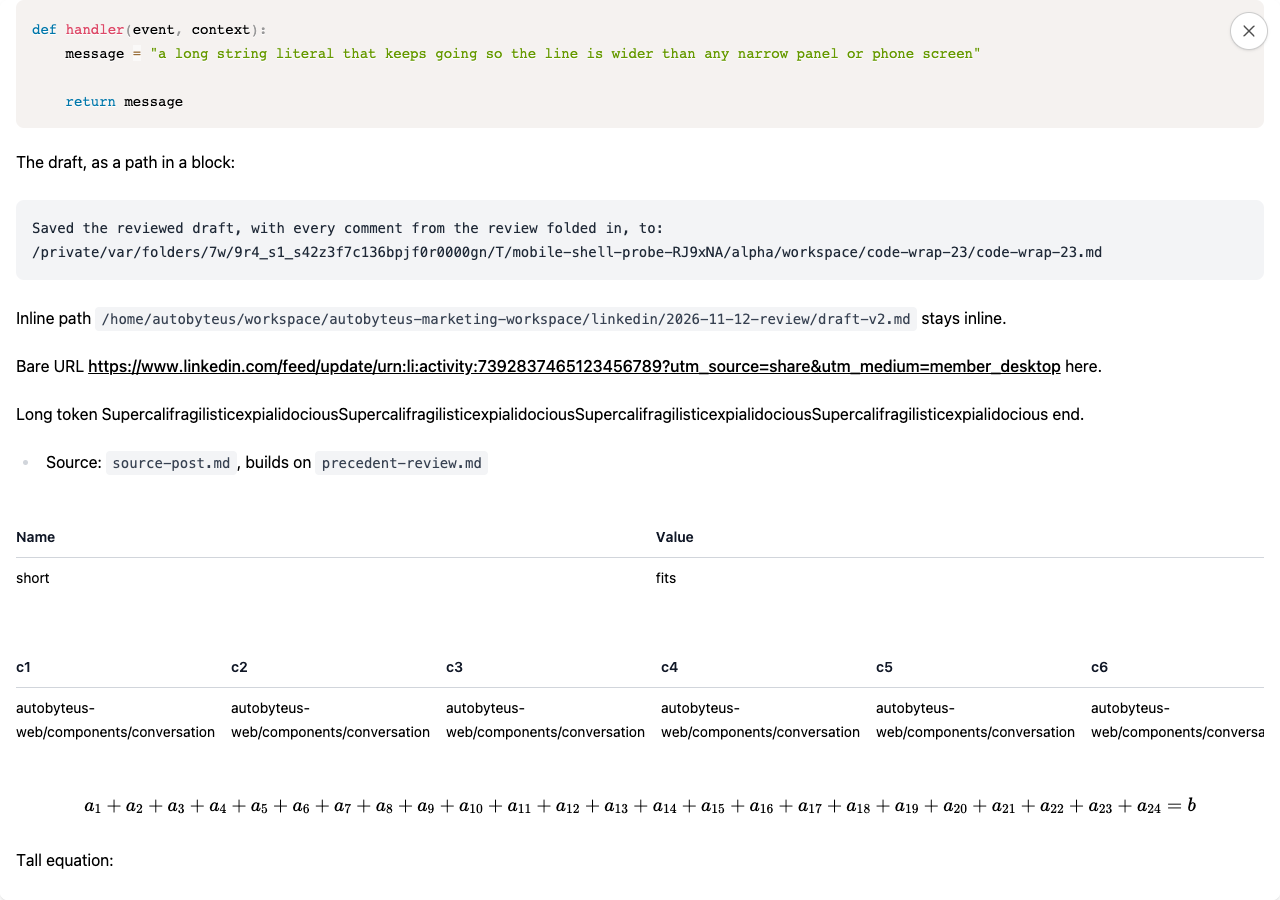 def handler(event, context):
    message = "a long string literal that keeps going so the line is wider than any narrow panel or phone screen"
    return message
The draft, as a path in a block:
Saved the reviewed draft, with every comment from the review folded in, to:
/private/var/folders/7w/9r4_s1_s42z3f7c136bpjf0r0000gn/T/mobile-shell-probe-RJ9xNA/alpha/workspace/code-wrap-23/code-wrap-23.md
Inline path /home/autobyteus/workspace/autobyteus-marketing-workspace/linkedin/2026-11-12-review/draft-v2.md stays inline.
Bare URL https://www.linkedin.com/feed/update/urn:li:activity:7392837465123456789?utm_source=share&utm_medium=member_desktop here.
Long token SupercalifragilisticexpialidociousSupercalifragilisticexpialidociousSupercalifragilisticexpialidociousSupercalifragilisticexpialidocious end.
Source: source-post.md, builds on precedent-review.md
Name Value
short fits
c1 c2 c3 c4 c5 c6
autobyteus- autobyteus- autobyteus- autobyteus- autobyteus- autobyteus-
web/components/conversation web/components/conversation web/components/conversation web/components/conversation web/components/conversation web/components/conversa
a₁ + a₂ + a₃ + a₄ + a₅ + a₆ + a₇ + a₈ + a₉ + a₁₀ + a₁₁ + a₁₂ + a₁₃ + a₁₄ + a₁₅ + a₁₆ + a₁₇ + a₁₈ + a₁₉ + a₂₀ + a₂₁ + a₂₂ + a₂₃ + a₂₄ = b
Tall equation: